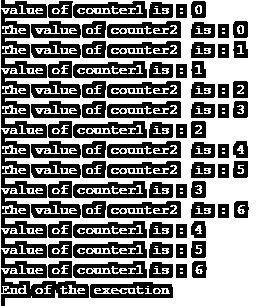 value of counter1 is : 0
The value of counter2 is : 0
The value of counter2 is : 1
value of counter1 is : 1
The value of counter2 is : 2
The value of counter2 is : 3
value of counter1 is : 2
The value of counter2 is : 4
The value of counter2 is : 5
value of counter1 is : 3
The value of counter2 is : 6
value of counter1 is : 4
value of counter1 is : 5
value of counter1 is : 6
End of the execution